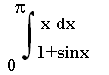 π
∫ x dx
1+sinx
0